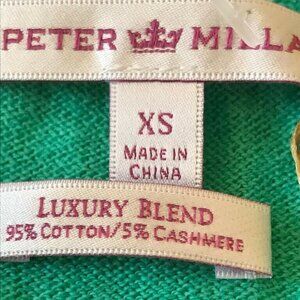 PETER MILLA
XS
MADE IN
CHINA
LUXURY BLEND
95% COTTON/5% CASHMERE